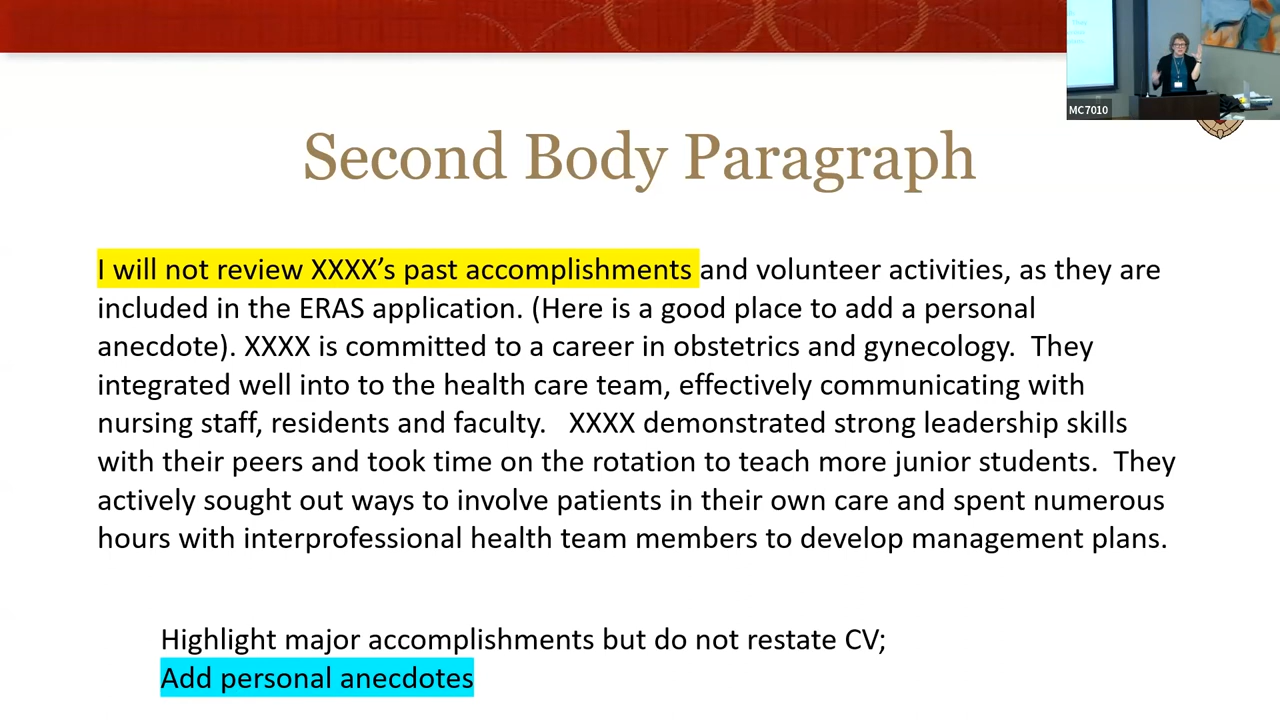 MC7010
Second Body Paragraph
I will not review XXXX’s past accomplishments and volunteer activities, as they are
included in the ERAS application. (Here is a good place to add a personal
anecdote). XXXX is committed to a career in obstetrics and gynecology.  They
integrated well into to the health care team, effectively communicating with
nursing staff, residents and faculty.   XXXX demonstrated strong leadership skills
with their peers and took time on the rotation to teach more junior students.  They
actively sought out ways to involve patients in their own care and spent numerous
hours with interprofessional health team members to develop management plans.
Highlight major accomplishments but do not restate CV;
Add personal anecdotes